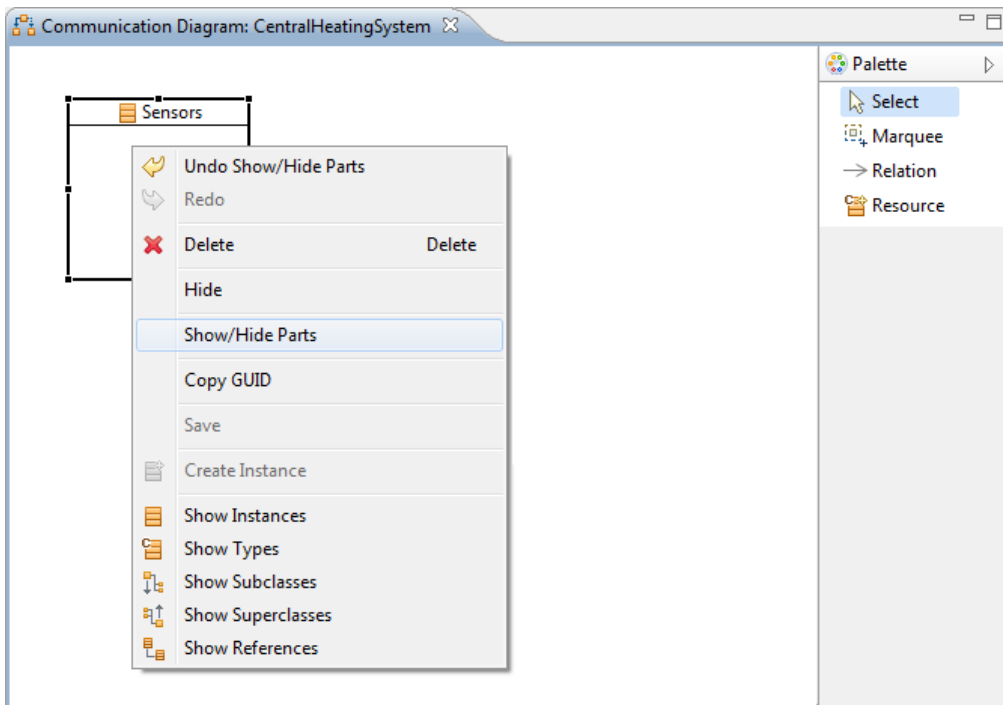 Communication Diagram: CentralHeatingSystem
Palette
Select
Marquee
Relation
Resource
Sensors
Undo Show/Hide Parts
Redo
Delete Delete
Hide
Show/Hide Parts
Copy GUID
Save
Create Instance
Show Instances
Show Types
Show Subclasses
Show Superclasses
Show References